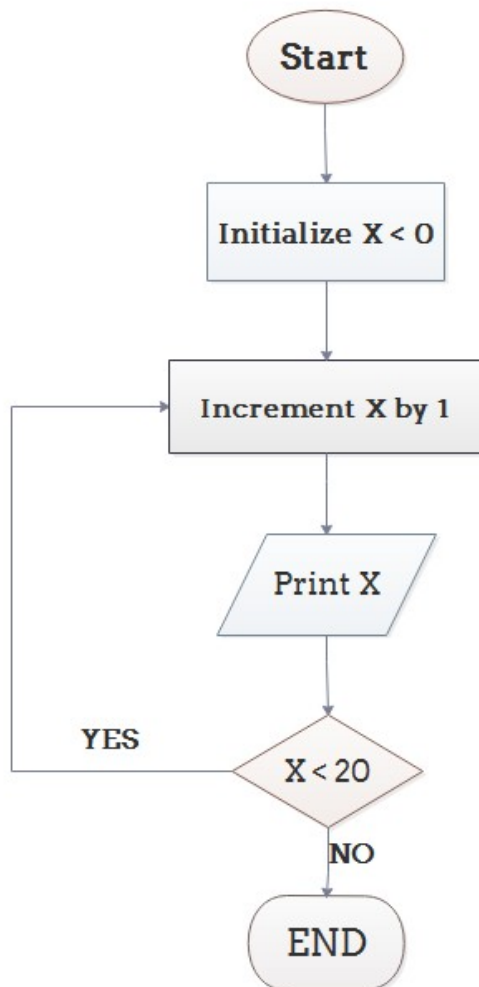 Start
Initialize X < 0
Increment X by 1
Print X
YES
X < 20
NO
END